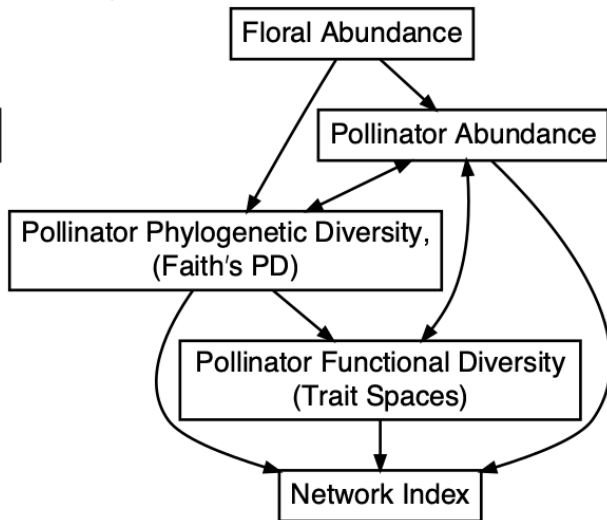 Floral Abundance
Pollinator Abundance
Pollinator Phylogenetic Diversity,
(Faith's PD)
Pollinator Functional Diversity
(Trait Spaces)
Network Index